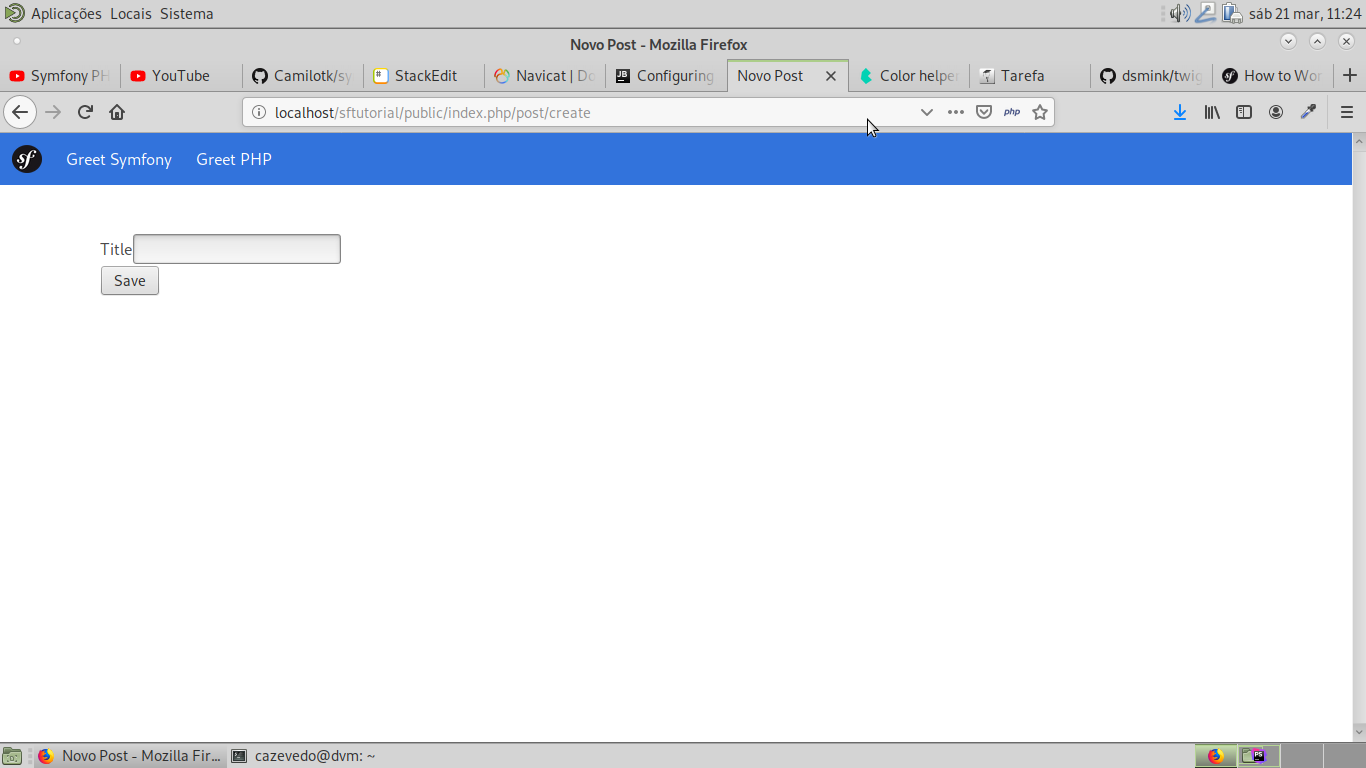 Aplicações Locais Sistema sáb 21 mar, 11:24
Novo Post - Mozilla Firefox
Symfony PH YouTube Camilotk/sy StackEdit Navicat | Do Configuring Novo Post Color helpe Tarefa dsmink/twig How to Wor
localhost/sftutorial/public/index.php/post/create php
sf Greet Symfony Greet PHP
Title
Save
Novo Post - Mozilla Fir... cazevedo@dvm: ~